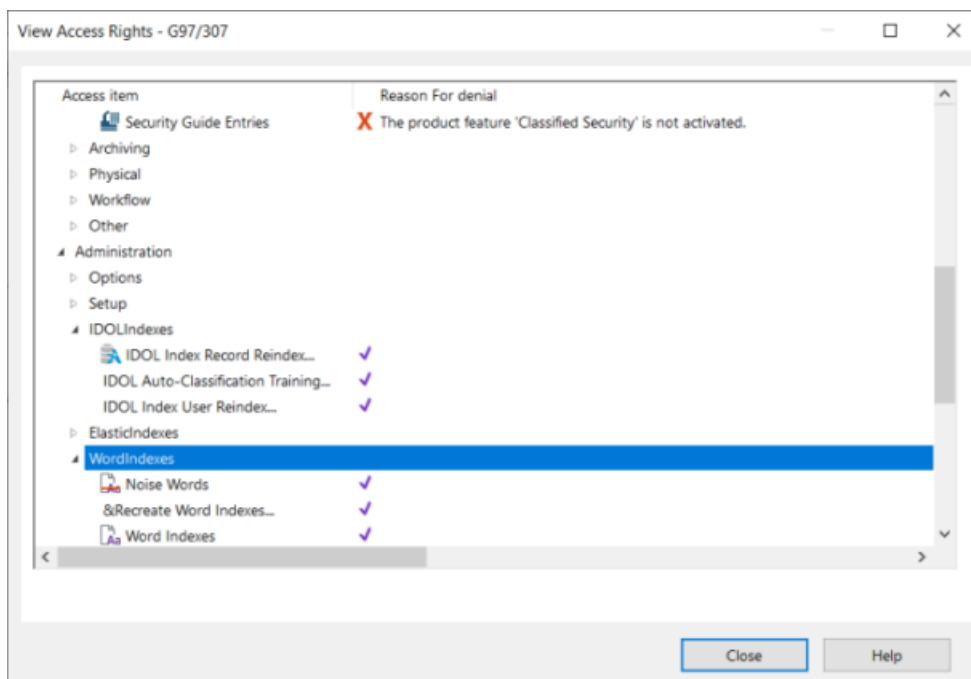 View Access Rights - G97/307
Access item Reason For denial
Security Guide Entries The product feature 'Classified Security' is not activated.
Archiving
Physical
Workflow
Other
Administration
Options
Setup
IDOLIndexes
IDOL Index Record Reindex...
IDOL Auto-Classification Training...
IDOL Index User Reindex...
ElasticIndexes
WordIndexes
Noise Words
&Recreate Word Indexes...
Word Indexes
Close Help